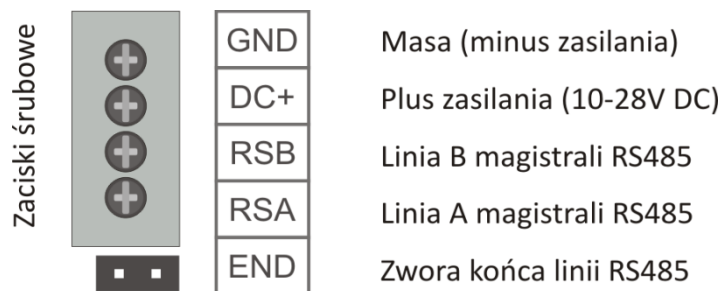 Zaciski śrubowe
GND Masa (minus zasilania)
DC+ Plus zasilania (10-28V DC)
RSB Linia B magistrali RS485
RSA Linia A magistrali RS485
END Zwora końca linii RS485